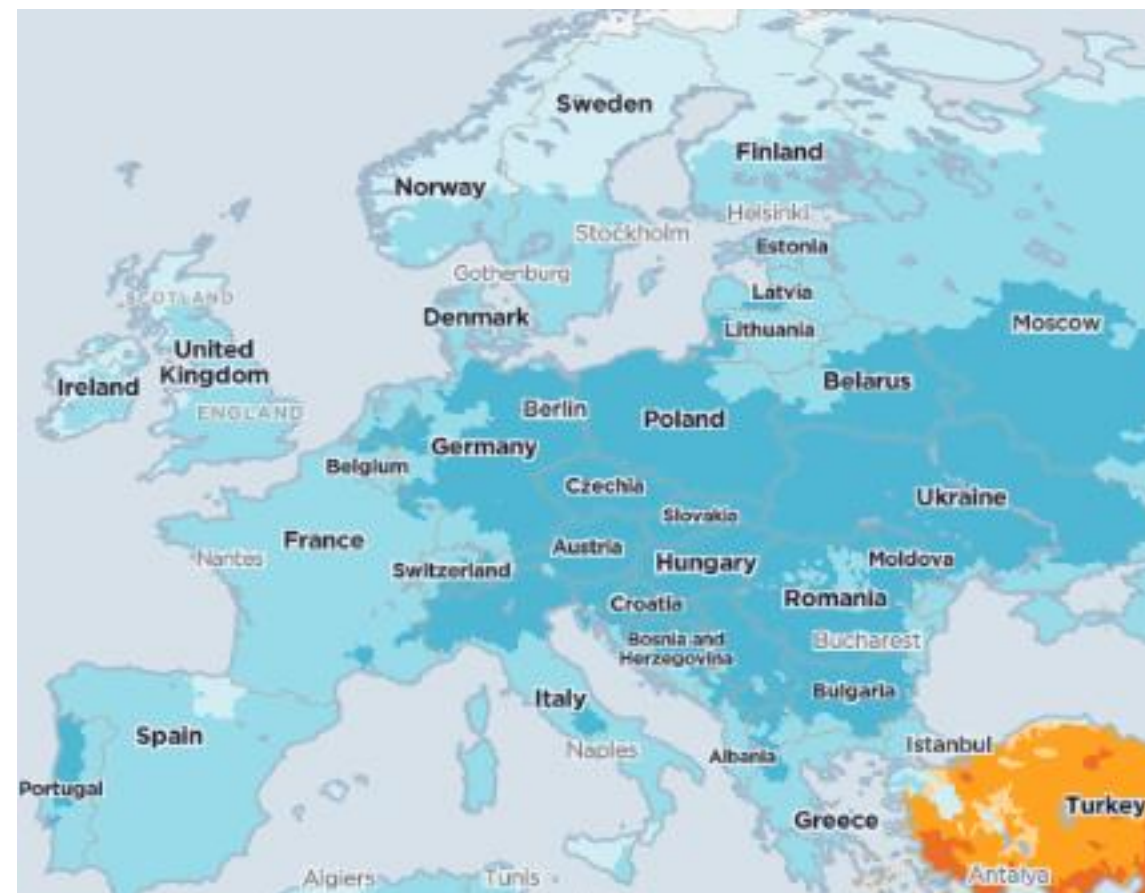 Sweden
Finland
Norway
Helsinki
Stockholm
Estonia
Gothenburg
Latvia
SCOTLAND
Denmark
Moscow
Lithuania
United
Kingdom
Ireland
Belarus
ENGLAND
Berlin
Poland
Germany
Belgium
Czechia
Ukraine
Slovakia
France
Austria
Nantes
Moldova
Switzerland
Hungary
Croatia
Romania
Bosnia and
Herzegovina
Bucharest
Bulgaria
Italy
Spain
Istanbul
Naples
Albania
Portugal
Turkey
Greece
Antalya
Algiers
Tunis